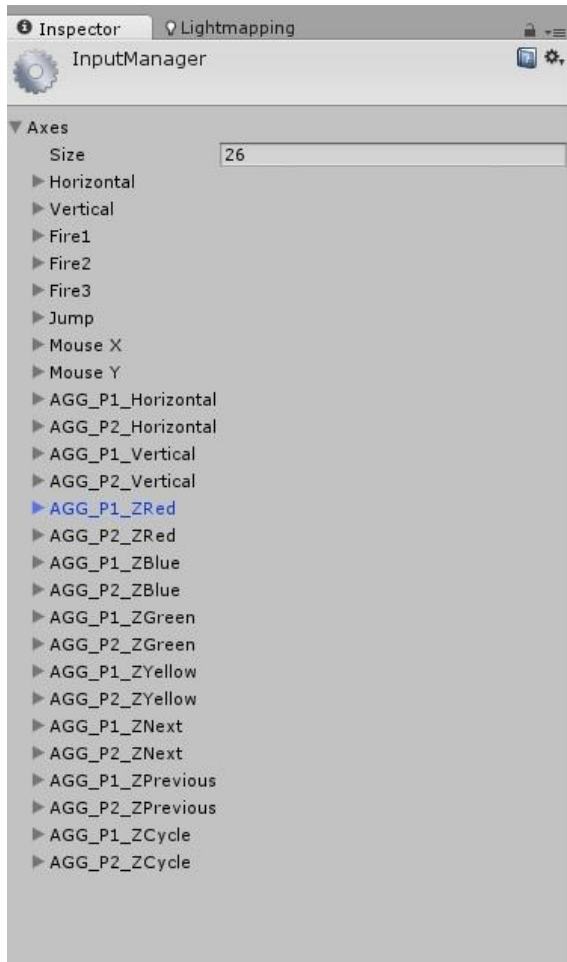 Inspector Lightmapping
InputManager
Axes
Size 26
Horizontal
Vertical
Fire1
Fire2
Fire3
Jump
Mouse X
Mouse Y
AGG_P1_Horizontal
AGG_P2_Horizontal
AGG_P1_Vertical
AGG_P2_Vertical
AGG_P1_ZRed
AGG_P2_ZRed
AGG_P1_ZBlue
AGG_P2_ZBlue
AGG_P1_ZGreen
AGG_P2_ZGreen
AGG_P1_ZYellow
AGG_P2_ZYellow
AGG_P1_ZNext
AGG_P2_ZNext
AGG_P1_ZPrevious
AGG_P2_ZPrevious
AGG_P1_ZCycle
AGG_P2_ZCycle